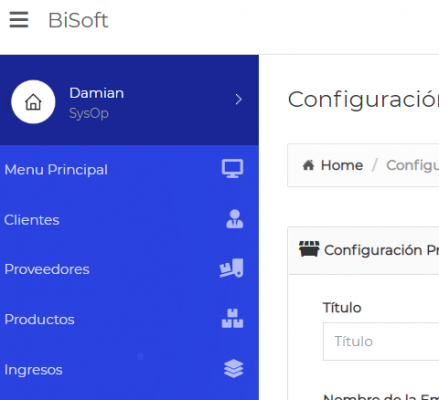 BiSoft
Damian
SysOp
Menu Principal
Clientes
Proveedores
Productos
Ingresos
Configuración
Home / Configu
Configuración Pr
Título
Título
Nombre de la Em